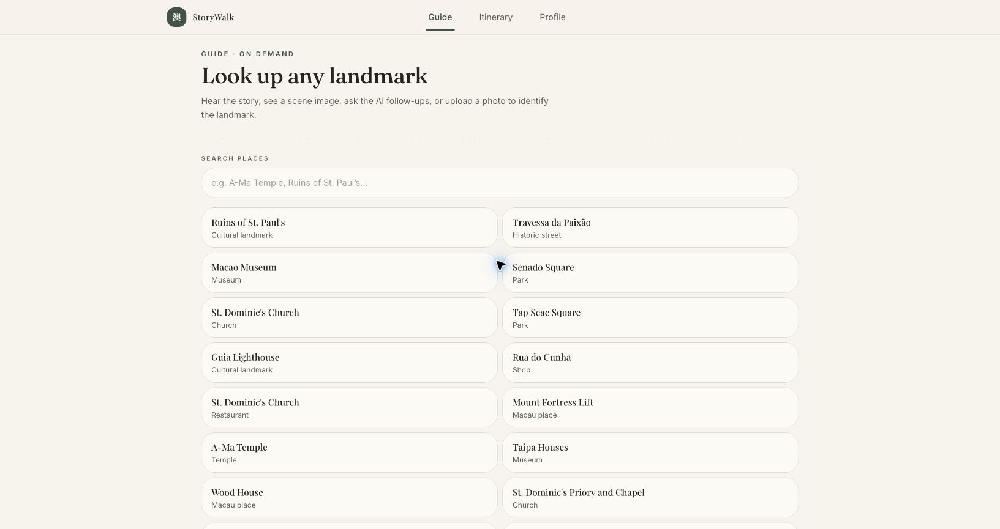 澳 StoryWalk
Guide Itinerary Profile
GUIDE · ON DEMAND
Look up any landmark
Hear the story, see a scene image, ask the AI follow-ups, or upload a photo to identify
the landmark.
SEARCH PLACES
e.g. A-Ma Temple, Ruins of St. Paul’s…
Ruins of St. Paul's
Cultural landmark
Travessa da Paixão
Historic street
Macao Museum
Museum
Senado Square
Park
St. Dominic's Church
Church
Tap Seac Square
Park
Guia Lighthouse
Cultural landmark
Rua do Cunha
Shop
St. Dominic's Church
Restaurant
Mount Fortress Lift
Macau place
A-Ma Temple
Temple
Taipa Houses
Museum
Wood House
Macau place
St. Dominic's Priory and Chapel
Church